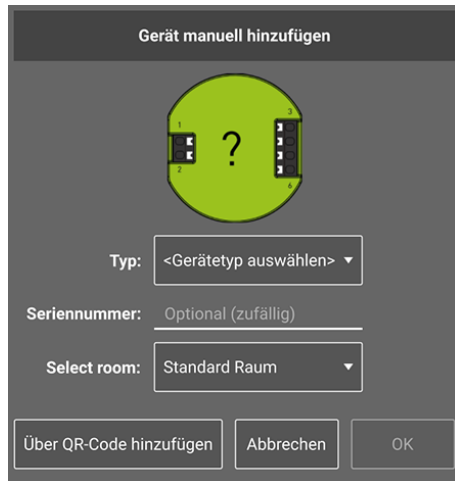 Gerät manuell hinzufügen
1
3
?
2
6
Typ: <Gerätetyp auswählen>
Seriennummer: Optional (zufällig)
Select room: Standard Raum
Über QR-Code hinzufügen Abbrechen OK